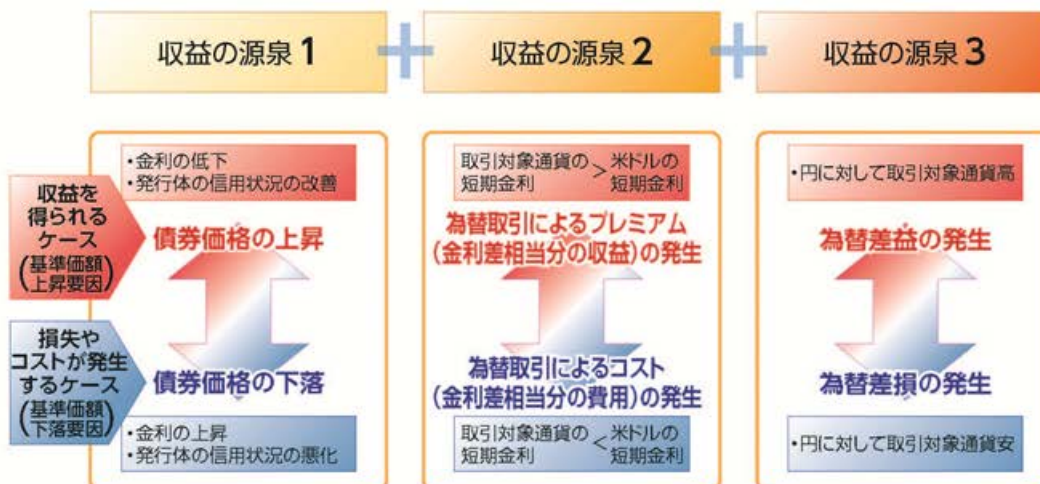 収益の源泉1
+
収益の源泉2
+
収益の源泉3
収益を
得られる
ケース
(基準価額
上昇要因)
・金利の低下
・発行体の信用状況の改善
債券価格の上昇
取引対象通貨の > 米ドルの
短期金利 短期金利
為替取引によるプレミアム
(金利差相当分の収益)の発生
・円に対して取引対象通貨高
為替差益の発生
損失や
コストが発生
するケース
(基準価額
下落要因)
債券価格の下落
・金利の上昇
・発行体の信用状況の悪化
為替取引によるコスト
(金利差相当分の費用)の発生
取引対象通貨の < 米ドルの
短期金利 短期金利
為替差損の発生
・円に対して取引対象通貨安